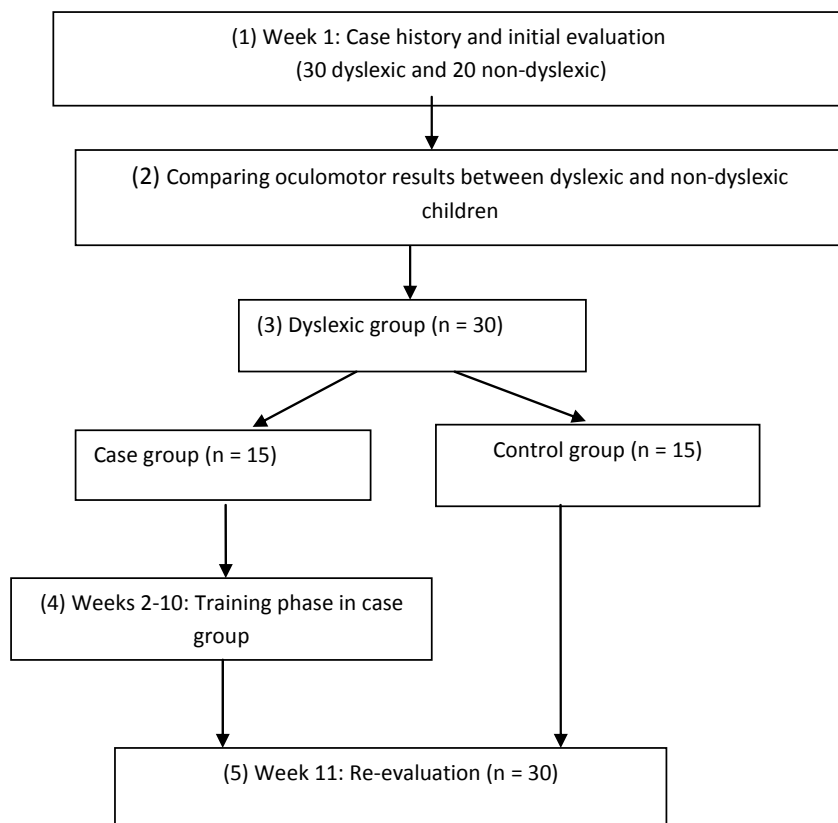 (1) Week 1: Case history and initial evaluation
(30 dyslexic and 20 non-dyslexic)
(2) Comparing oculomotor results between dyslexic and non-dyslexic
children
(3) Dyslexic group (n = 30)
Case group (n = 15)
Control group (n = 15)
(4) Weeks 2-10: Training phase in case
group
(5) Week 11: Re-evaluation (n = 30)